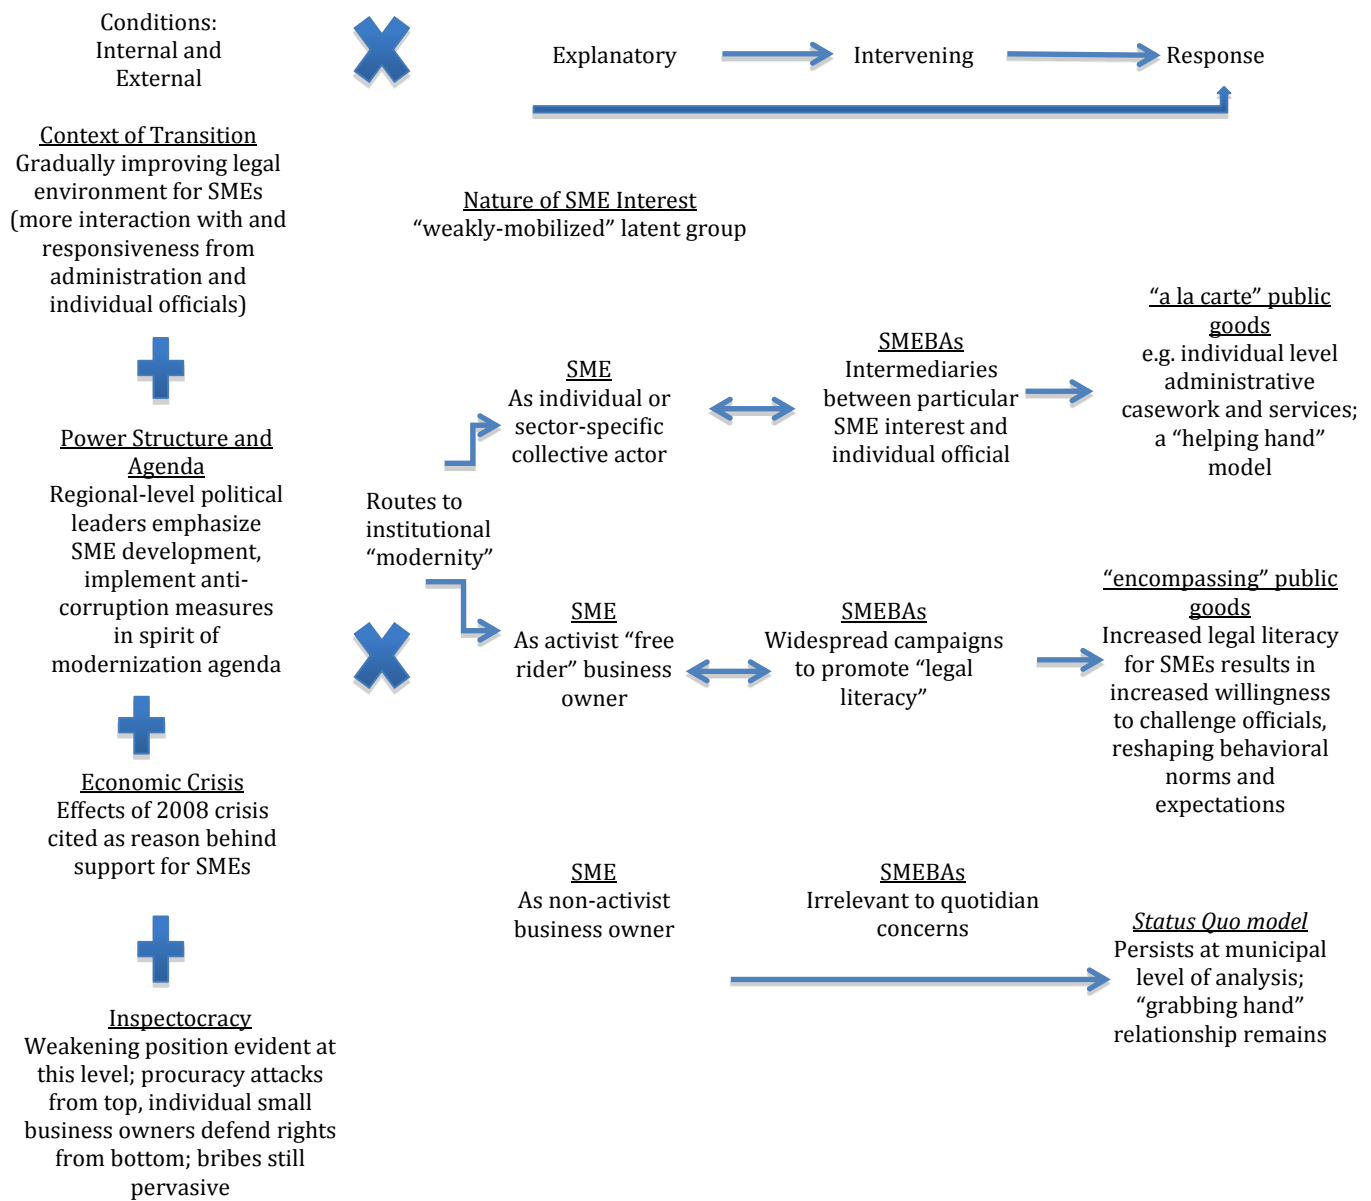 Conditions:
Internal and
External
Explanatory
Intervening
Response
Context of Transition
Gradually improving legal
environment for SMEs
(more interaction with and
responsiveness from
administration and
individual officials)
Nature of SME Interest
“weakly-mobilized” latent group
Power Structure and
Agenda
Regional-level political
leaders emphasize
SME development,
implement anti-
corruption measures
in spirit of
modernization agenda
Economic Crisis
Effects of 2008 crisis
cited as reason behind
support for SMEs
Inspectocracy
Weakening position evident at
this level; procuracy attacks
from top, individual small
business owners defend rights
from bottom; bribes still
pervasive
Routes to
institutional
“modernity”
SME
As individual or
sector-specific
collective actor
SMEBAs
Intermediaries
between particular
SME interest and
individual official
“a la carte” public
goods
e.g. individual level
administrative
casework and services;
a “helping hand”
model
SME
As activist “free
rider” business
owner
SMEBAs
Widespread campaigns
to promote “legal
literacy”
“encompassing” public
goods
Increased legal literacy
for SMEs results in
increased willingness
to challenge officials,
reshaping behavioral
norms and
expectations
SME
As non-activist
business owner
SMEBAs
Irrelevant to quotidian
concerns
Status Quo model
Persists at municipal
level of analysis;
“grabbing hand”
relationship remains